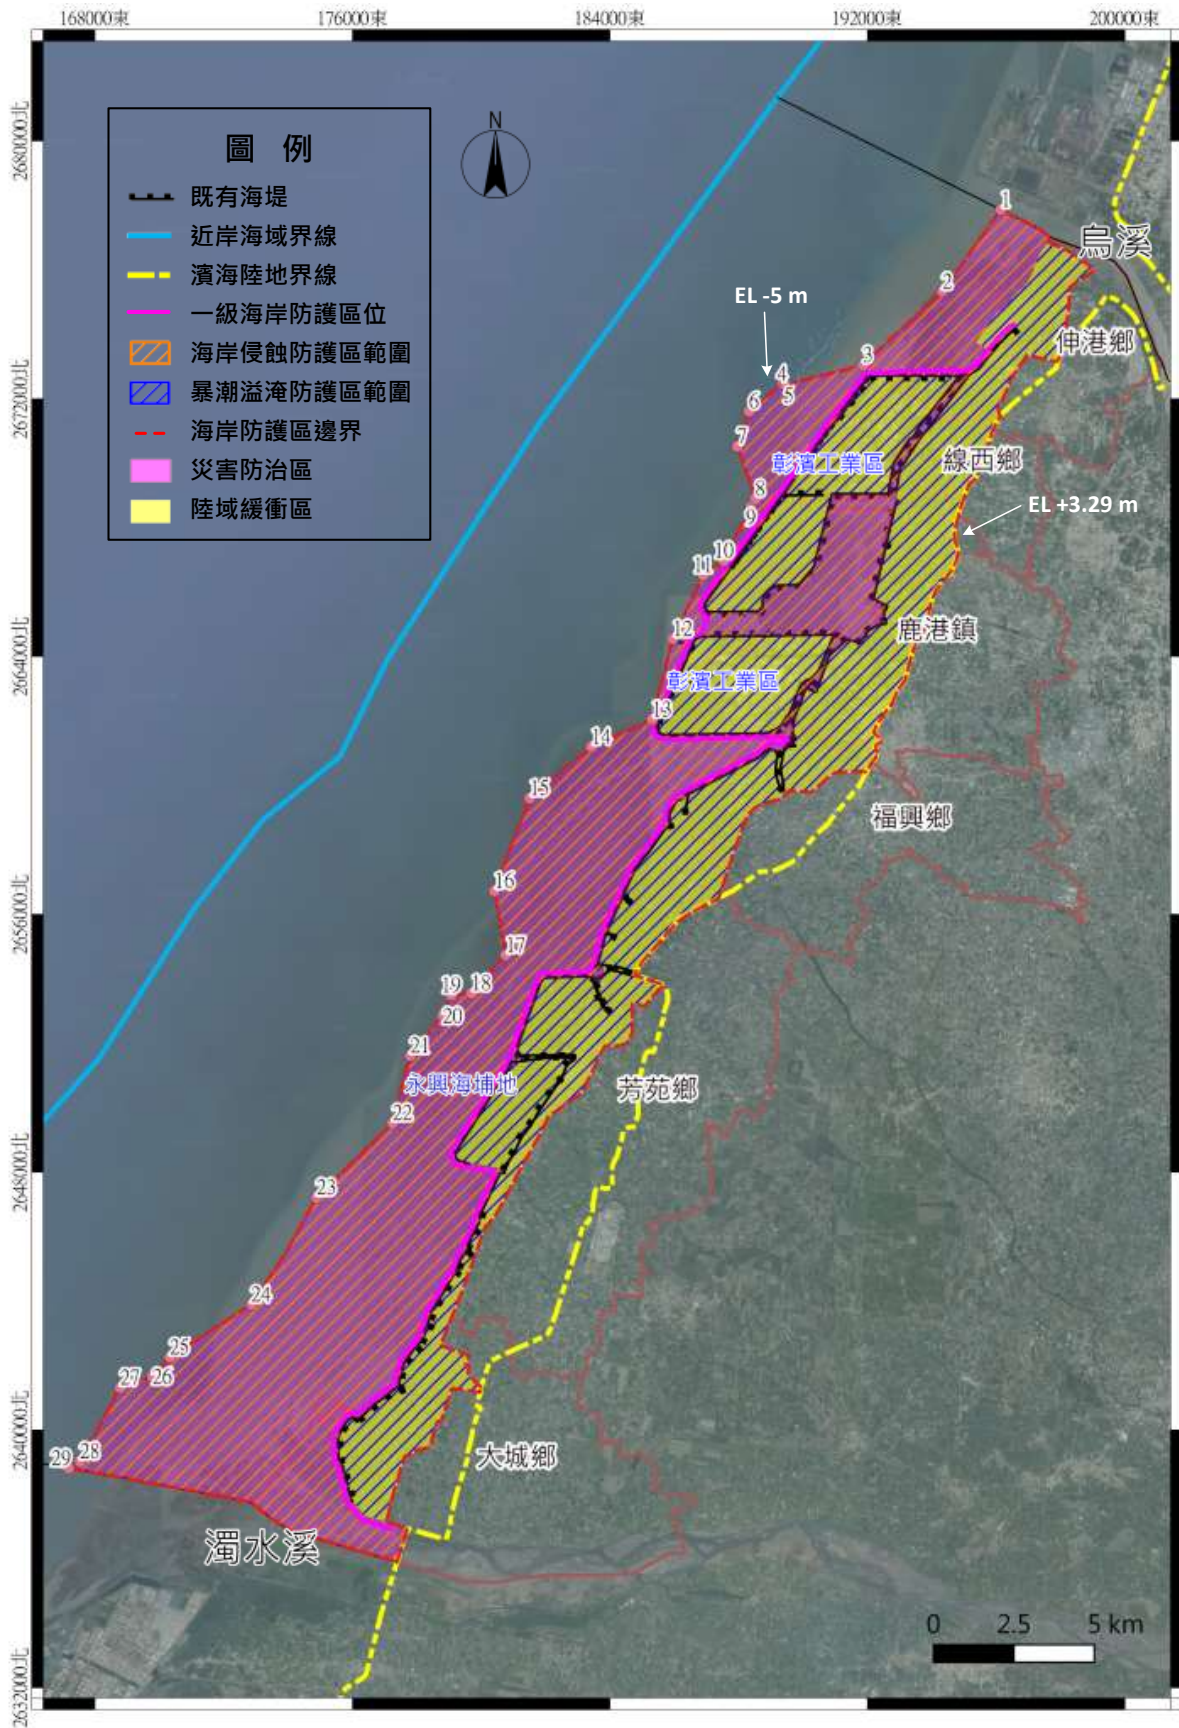 168000東 176000東 184000東 192000東 200000東
2680000北
2672000北
2664000北
2656000北
2648000北
2640000北
2632000北
圖 例
既有海堤
近岸海域界線
濱海陸地界線
一級海岸防護區位
海岸侵蝕防護區範圍
暴潮溢淹防護區範圍
海岸防護區邊界
災害防治區
陸域緩衝區
N
1
烏溪
2
EL -5 m
伸港鄉
3
4
5
6
7
線西鄉
彰濱工業區
8
EL +3.29 m
9
10
11
12
鹿港鎮
彰濱工業區
13
14
15
福興鄉
16
17
18
19
20
21
永興海埔地
芳苑鄉
22
23
24
25
26
27
28
29
大城鄉
濁水溪
0 2.5 5 km